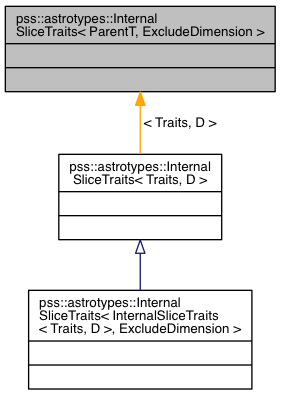 pss::astrotypes::Internal
SliceTraits< ParentT, ExcludeDimension >
< Traits, D >
pss::astrotypes::Internal
SliceTraits< Traits, D >
pss::astrotypes::Internal
SliceTraits< InternalSliceTraits
< Traits, D >, ExcludeDimension >